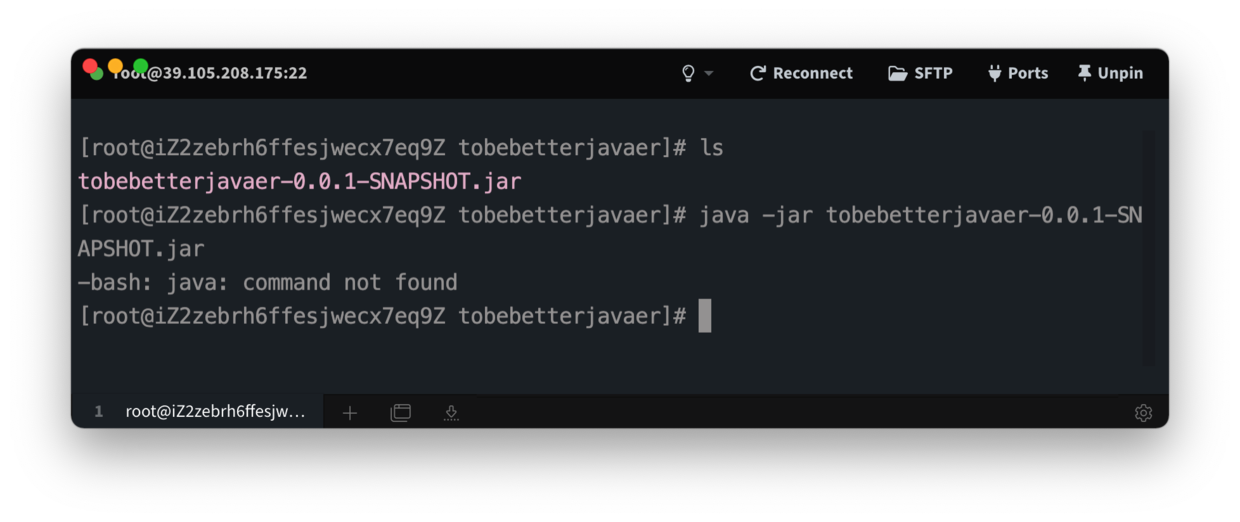 root@39.105.208.175:22
Reconnect
SFTP
Ports
Unpin
[root@iZ2zebrh6ffesjwecx7eq9Z tobebetterjavaer]# ls
tobebetterjavaer-0.0.1-SNAPSHOT.jar
[root@iZ2zebrh6ffesjwecx7eq9Z tobebetterjavaer]# java -jar tobebetterjavaer-0.0.1-SN
APSHOT.jar
-bash: java: command not found
[root@iZ2zebrh6ffesjwecx7eq9Z tobebetterjavaer]#
1 root@iZ2zebrh6ffesjw...